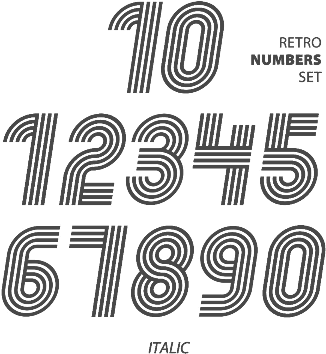 10
RETRO
NUMBERS
SET
12345
67890
ITALIC